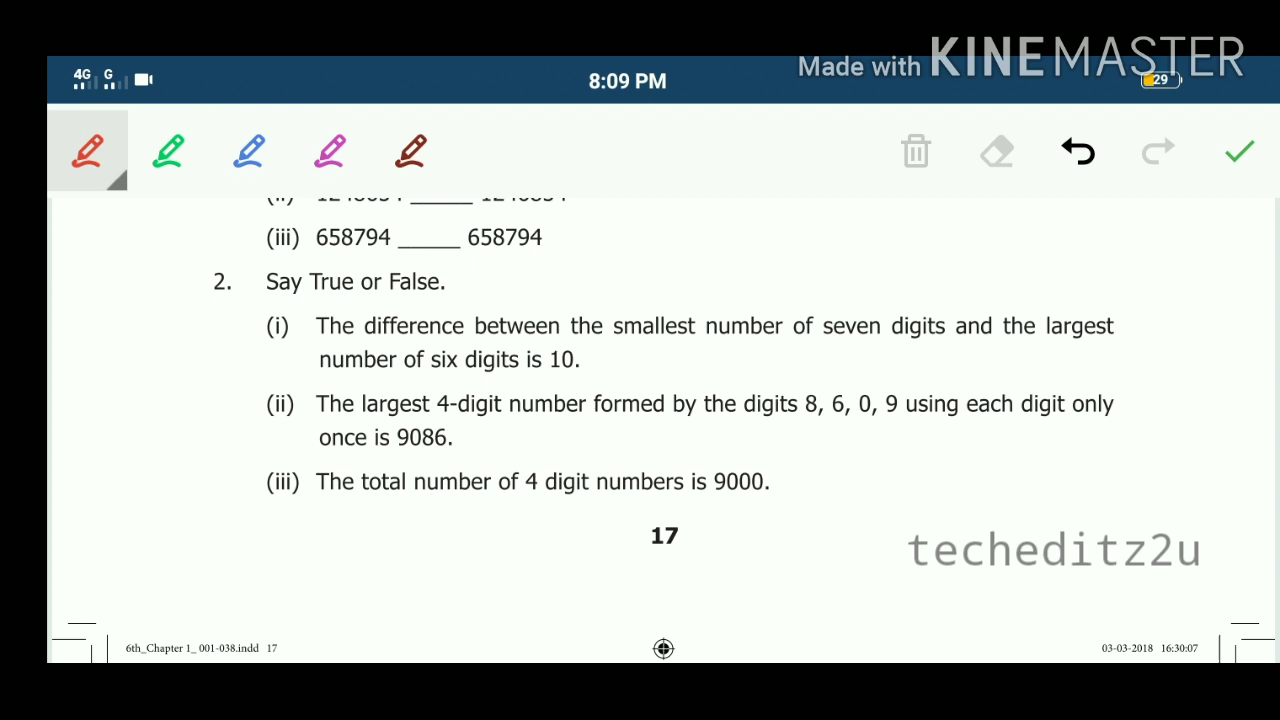 Made with KINEMASTER
4G G 8:09 PM 29
(iii) 658794 _____ 658794
2. Say True or False.
(i) The difference between the smallest number of seven digits and the largest
number of six digits is 10.
(ii) The largest 4-digit number formed by the digits 8, 6, 0, 9 using each digit only
once is 9086.
(iii) The total number of 4 digit numbers is 9000.
17
techeditz2u
6th_Chapter 1_ 001-038.indd 17 03-03-2018 16:30:07